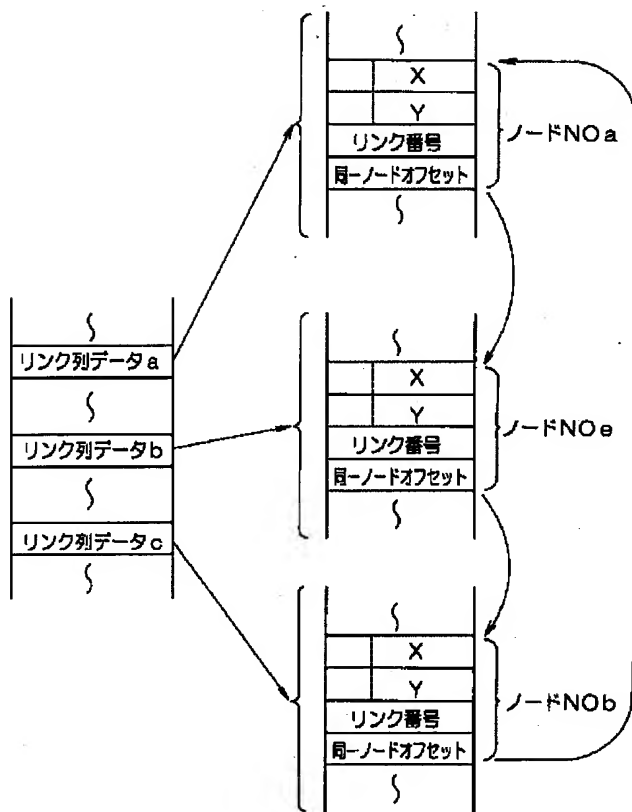 X
Y
リンク番号
同一ノードオフセット
ノードNOa
リンク列データa
リンク列データb
リンク列データc
X
Y
リンク番号
同一ノードオフセット
ノードNOe
X
Y
リンク番号
同一ノードオフセット
ノードNOb